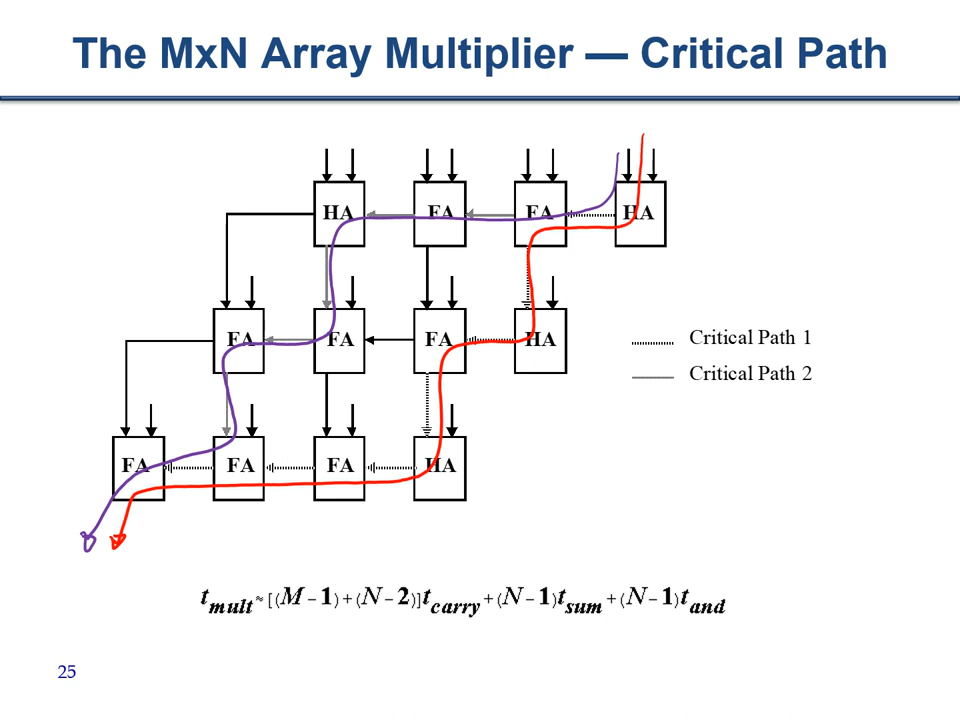 The MxN Array Multiplier — Critical Path
HA FA FA HA
FA FA FA HA
Critical Path 1
Critical Path 2
FA FA FA HA
t_mult ≈ [(M − 1) + (N − 2)]t_carry + (N − 1)t_sum + (N − 1)t_and
25